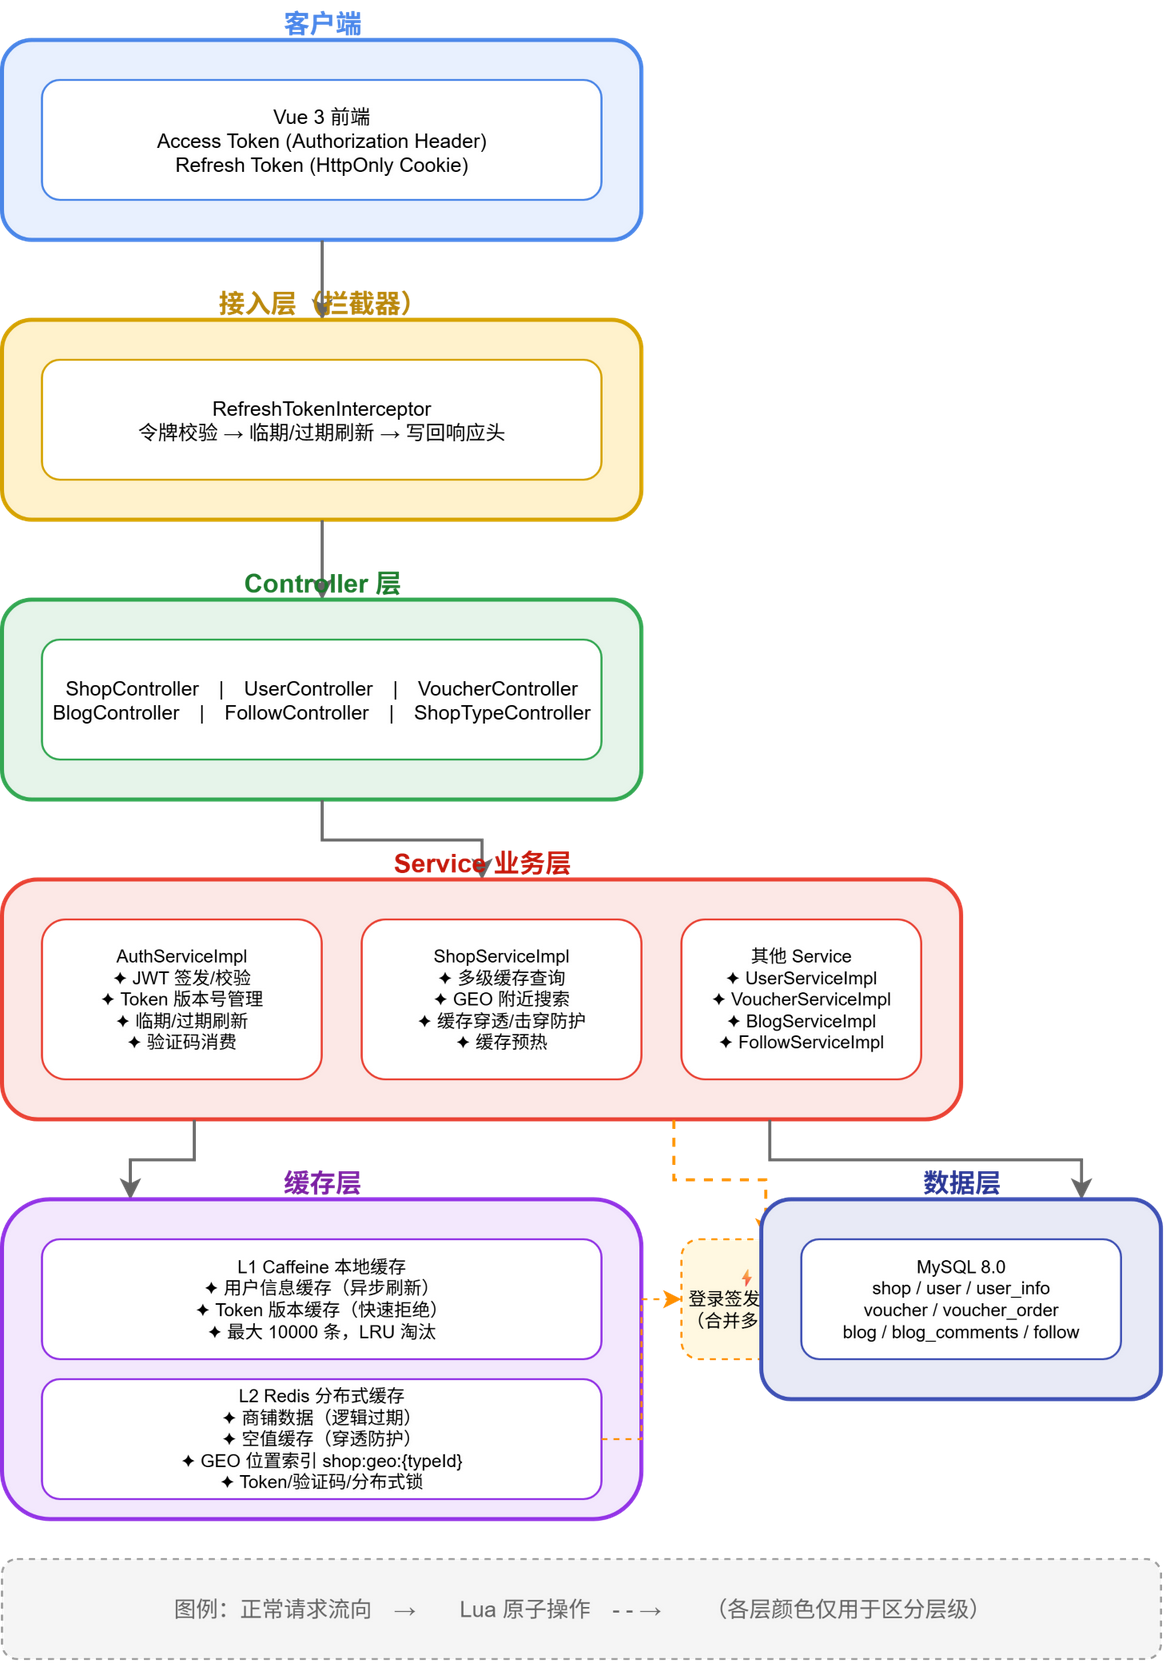 客户端
Vue 3 前端
Access Token (Authorization Header)
Refresh Token (HttpOnly Cookie)
接入层（拦截器）
RefreshTokenInterceptor
令牌校验 → 临期/过期刷新 → 写回响应头
Controller 层
ShopController | UserController | VoucherController
BlogController | FollowController | ShopTypeController
Service 业务层
AuthServiceImpl
✦ JWT 签发/校验
✦ Token 版本号管理
✦ 临期/过期刷新
✦ 验证码消费
ShopServiceImpl
✦ 多级缓存查询
✦ GEO 附近搜索
✦ 缓存穿透/击穿防护
✦ 缓存预热
其他 Service
✦ UserServiceImpl
✦ VoucherServiceImpl
✦ BlogServiceImpl
✦ FollowServiceImpl
缓存层
L1 Caffeine 本地缓存
✦ 用户信息缓存（异步刷新）
✦ Token 版本缓存（快速拒绝）
✦ 最大 10000 条，LRU 淘汰
L2 Redis 分布式缓存
✦ 商铺数据（逻辑过期）
✦ 空值缓存（穿透防护）
✦ GEO 位置索引 shop:geo:{typeId}
✦ Token/验证码/分布式锁
⚡
登录签发
（合并多
数据层
MySQL 8.0
shop / user / user_info
voucher / voucher_order
blog / blog_comments / follow
图例：正常请求流向 → Lua 原子操作 - - → （各层颜色仅用于区分层级）